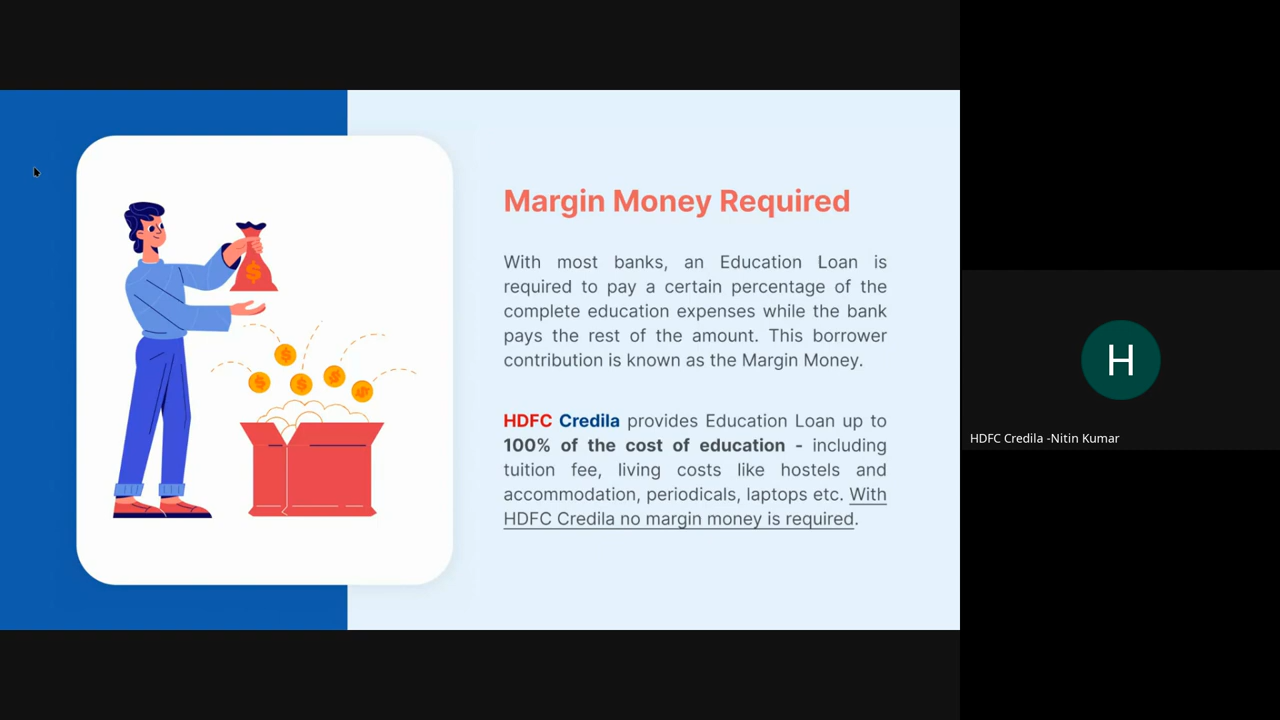 Margin Money Required
With most banks, an Education Loan is
required to pay a certain percentage of the
complete education expenses while the bank
pays the rest of the amount. This borrower
contribution is known as the Margin Money.
HDFC Credila provides Education Loan up to
100% of the cost of education - including
tuition fee, living costs like hostels and
accommodation, periodicals, laptops etc. With
HDFC Credila no margin money is required.
H
HDFC Credila -Nitin Kumar